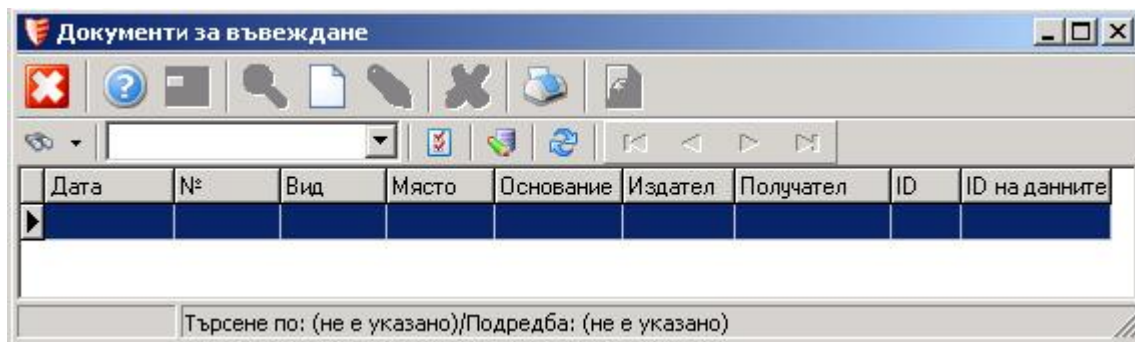 Документи за въвеждане
Дата № Вид Място Основание Издател Получател ID ID на данните
Търсене по: (не е указано)/Подредба: (не е указано)